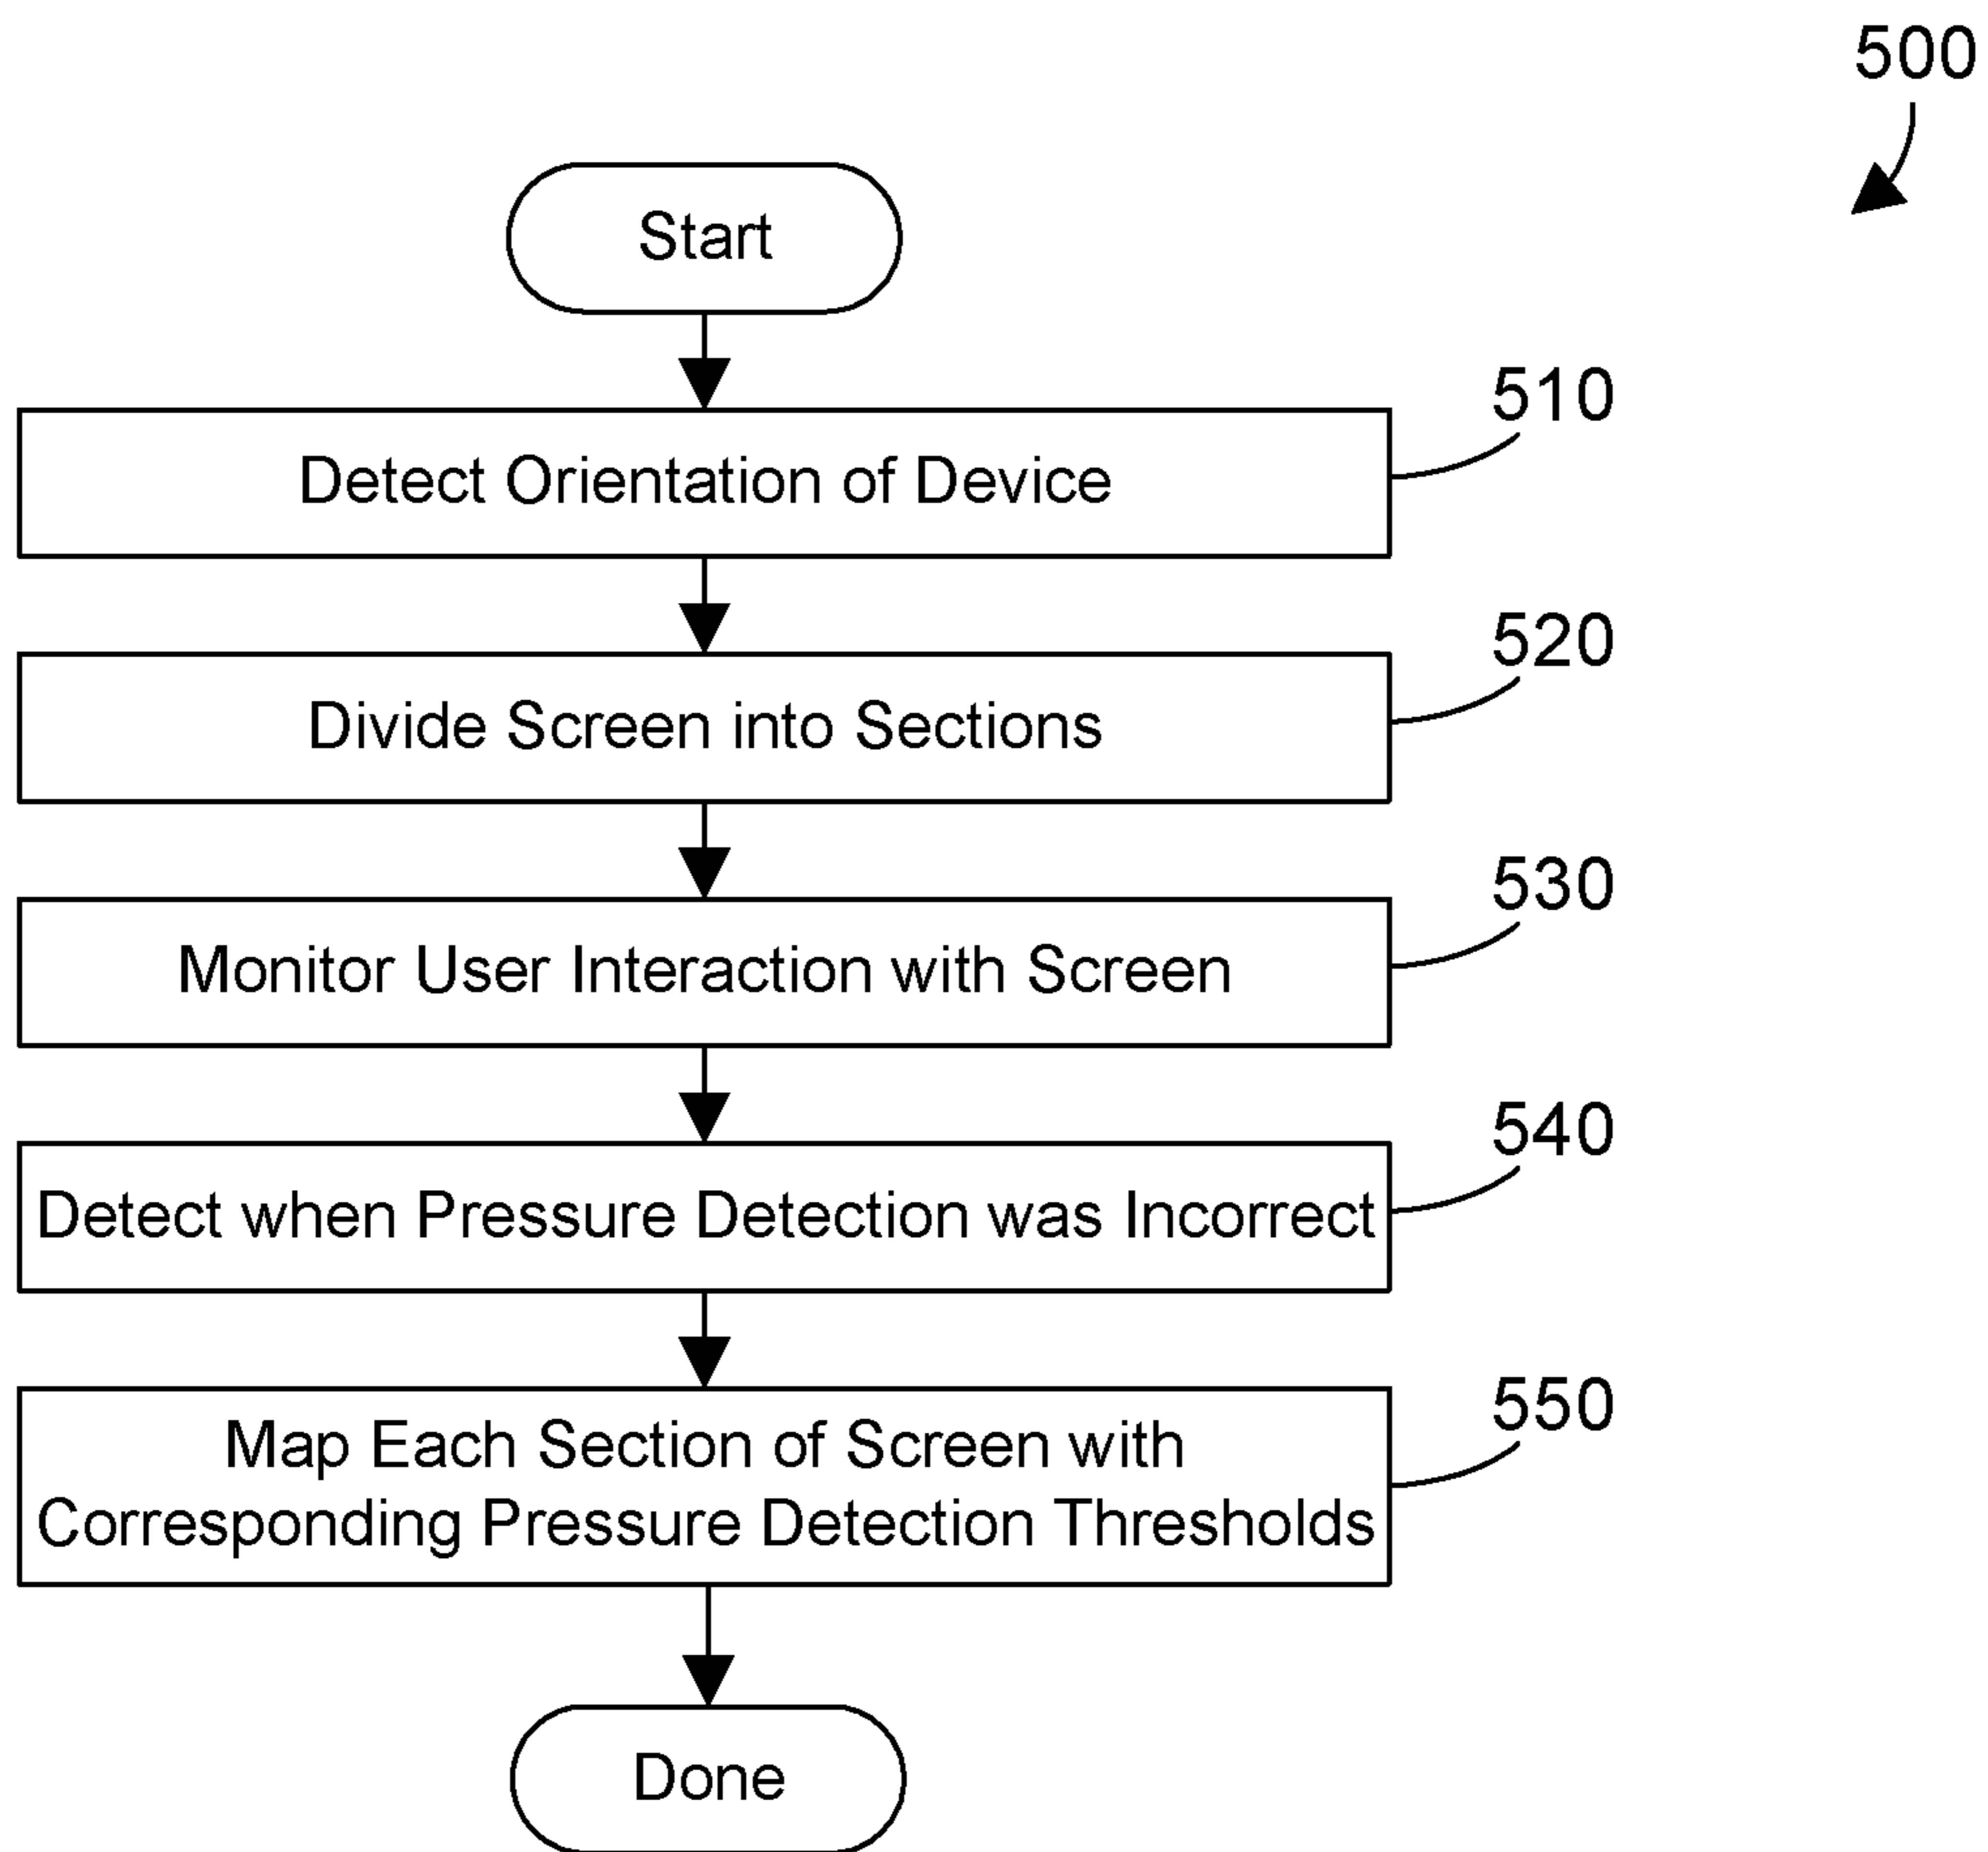 500
Start
510
Detect Orientation of Device
520
Divide Screen into Sections
530
Monitor User Interaction with Screen
540
Detect when Pressure Detection was Incorrect
550
Map Each Section of Screen with
Corresponding Pressure Detection Thresholds
Done